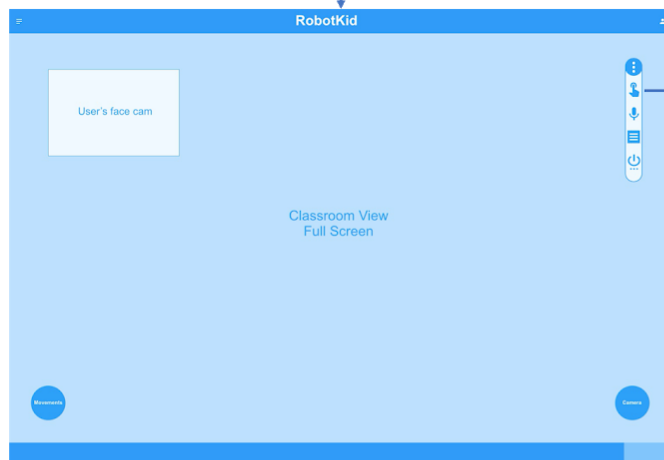 RobotKid
User's face cam
Classroom View
Full Screen
Movements
Camera